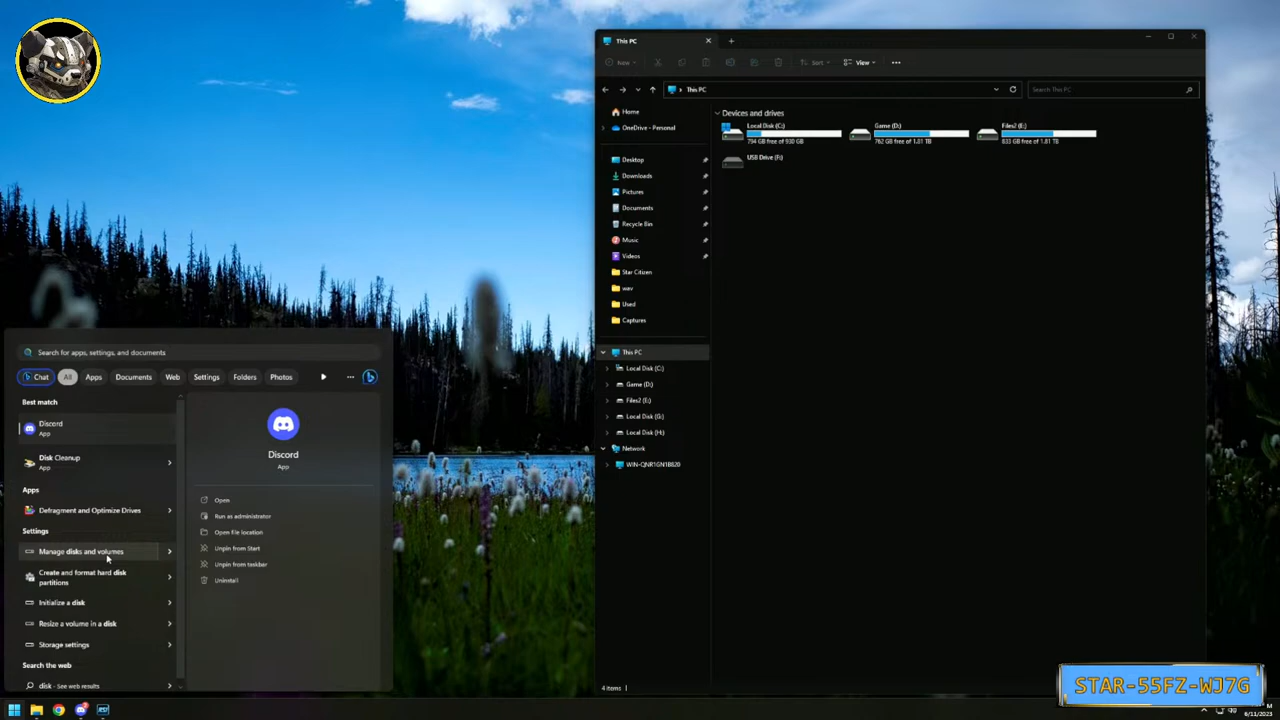 This PC
New
Sort
View
This PC
Search This PC
Home
OneDrive - Personal
Desktop
Downloads
Pictures
Documents
Recycle Bin
Music
Videos
Star Citizen
wav
Used
Captures
This PC
Local Disk (C:)
Game (D:)
Files2 (E:)
Local Disk (G:)
Local Disk (H:)
Network
WIN-QNR1GN1B820
Devices and drives
Local Disk (C:)
794 GB free of 930 GB
Game (D:)
762 GB free of 1.81 TB
Files2 (E:)
833 GB free of 1.81 TB
USB Drive (F:)
4 items
Search for apps, settings, and documents
Chat
All
Apps
Documents
Web
Settings
Folders
Photos
Best match
Discord
App
Disk Cleanup
App
Apps
Defragment and Optimize Drives
Settings
Manage disks and volumes
Create and format hard disk
partitions
Initialize a disk
Resize a volume in a disk
Storage settings
Search the web
disk - See web results
Discord
App
Open
Run as administrator
Open file location
Unpin from Start
Unpin from taskbar
Uninstall
STAR-55FZ-WJ7G
6/11/2023